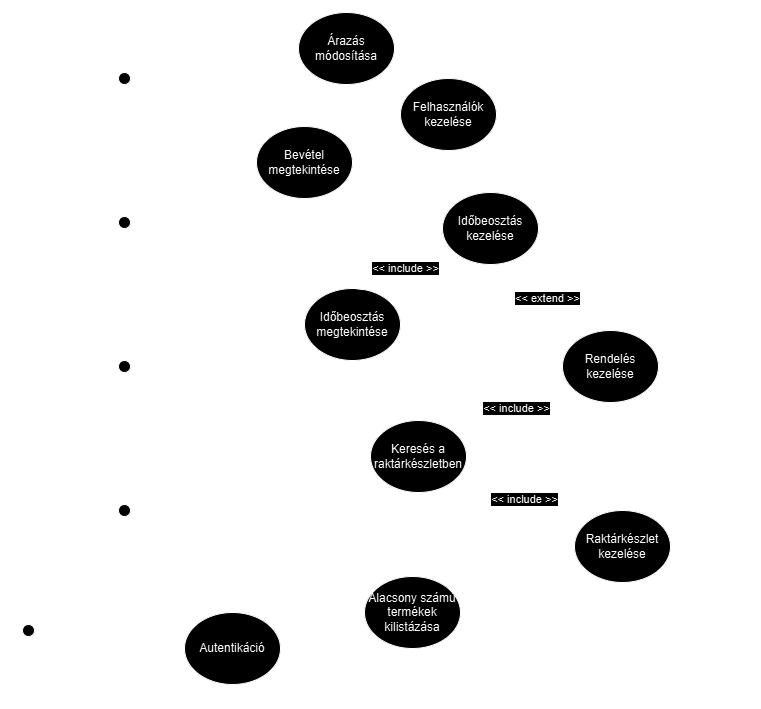 Árazás
módosítása
Felhasználók
kezelése
Bevétel
megtekintése
Időbeosztás
kezelése
<< include >>
<< extend >>
Időbeosztás
megtekintése
Rendelés
kezelése
<< include >>
Keresés a
raktárkészletben
<< include >>
Raktárkészlet
kezelése
Alacsony számú
termékek
kilistázása
Autentikáció